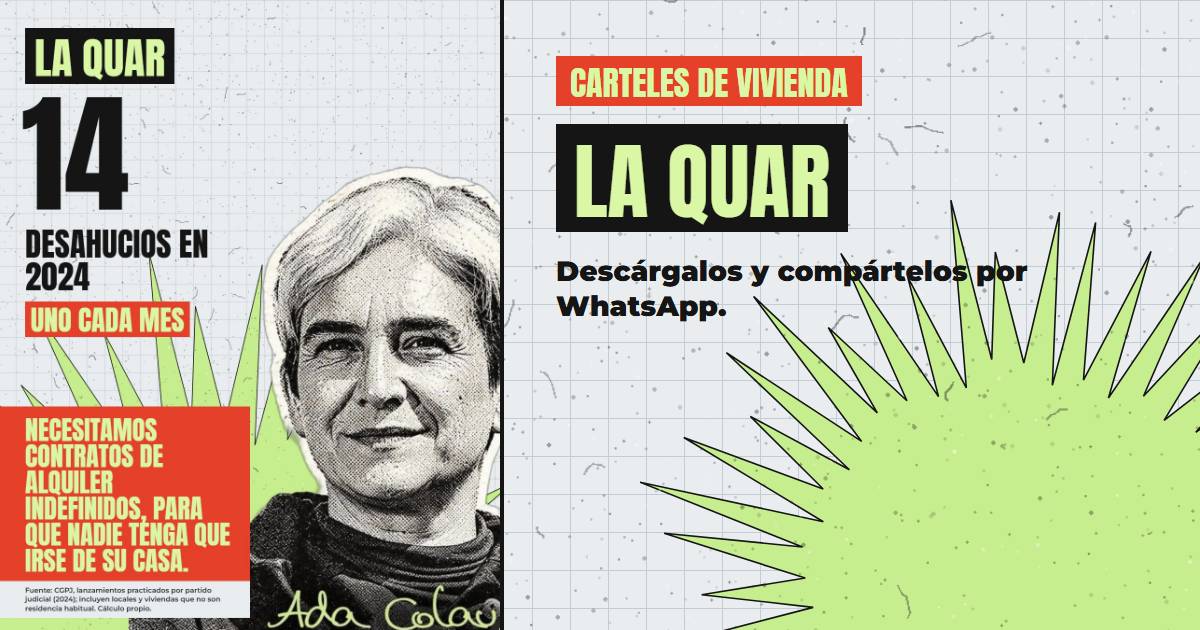 LA QUAR
14
DESAHUCIOS EN
2024
UNO CADA MES
NECESITAMOS
CONTRATOS DE
ALQUILER
INDEFINIDOS, PARA
QUE NADIE TENGA QUE
IRSE DE SU CASA.
Fuente: CGPJ, lanzamientos practicados por partido
judicial (2024); incluyen locales y viviendas que no son
residencia habitual. Cálculo propio.
Ada Colau
CARTELES DE VIVIENDA
LA QUAR
Descárgalos y compártelos por
WhatsApp.